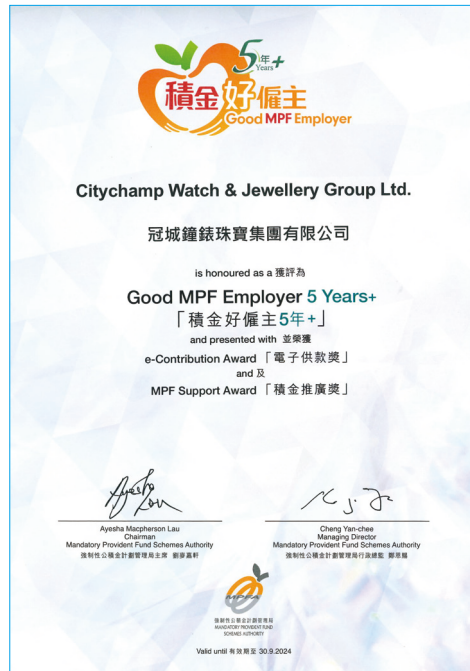 5年+
Years
積金好僱主
Good MPF Employer
Citychamp Watch & Jewellery Group Ltd.
冠城鐘錶珠寶集團有限公司
is honoured as a 獲評為
Good MPF Employer 5 Years+
「積金好僱主5年+」
and presented with 並榮獲
e-Contribution Award「電子供款獎」
and 及
MPF Support Award「積金推廣獎」
Ayesha Macpherson Lau
Chairman
Mandatory Provident Fund Schemes Authority
強制性公積金計劃管理局主席 劉麥嘉軒
Cheng Yan-chee
Managing Director
Mandatory Provident Fund Schemes Authority
強制性公積金計劃管理局行政總監 鄭恩賜
MPFA
強制性公積金計劃管理局
MANDATORY PROVIDENT FUND
SCHEMES AUTHORITY
Valid until 有效期至 30.9.2024